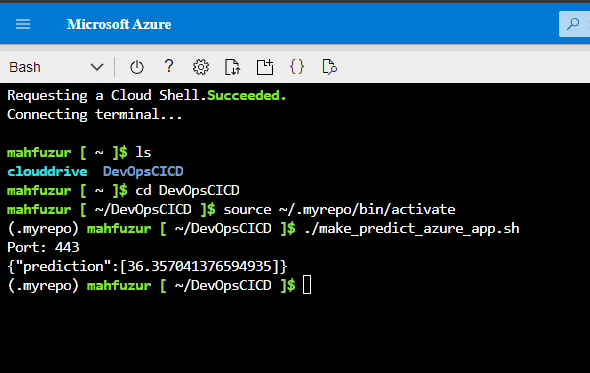 Microsoft Azure
Bash
Requesting a Cloud Shell.Succeeded.
Connecting terminal...
mahfuzur [ ~ ]$ ls
clouddrive  DevOpsCICD
mahfuzur [ ~ ]$ cd DevOpsCICD
mahfuzur [ ~/DevOpsCICD ]$ source ~/.myrepo/bin/activate
(.myrepo) mahfuzur [ ~/DevOpsCICD ]$ ./make_predict_azure_app.sh
Port: 443
{"prediction":[36.357041376594935]}
(.myrepo) mahfuzur [ ~/DevOpsCICD ]$